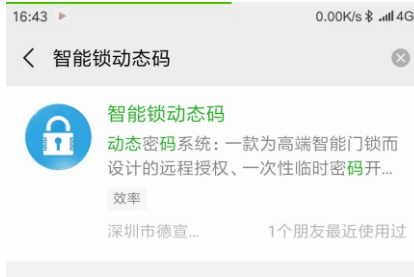 16:43 0.00K/s 4G
智能锁动态码
智能锁动态码
动态密码系统：一款为高端智能门锁而
设计的远程授权、一次性临时密码开...
效率
深圳市德宣... 1个朋友最近使用过